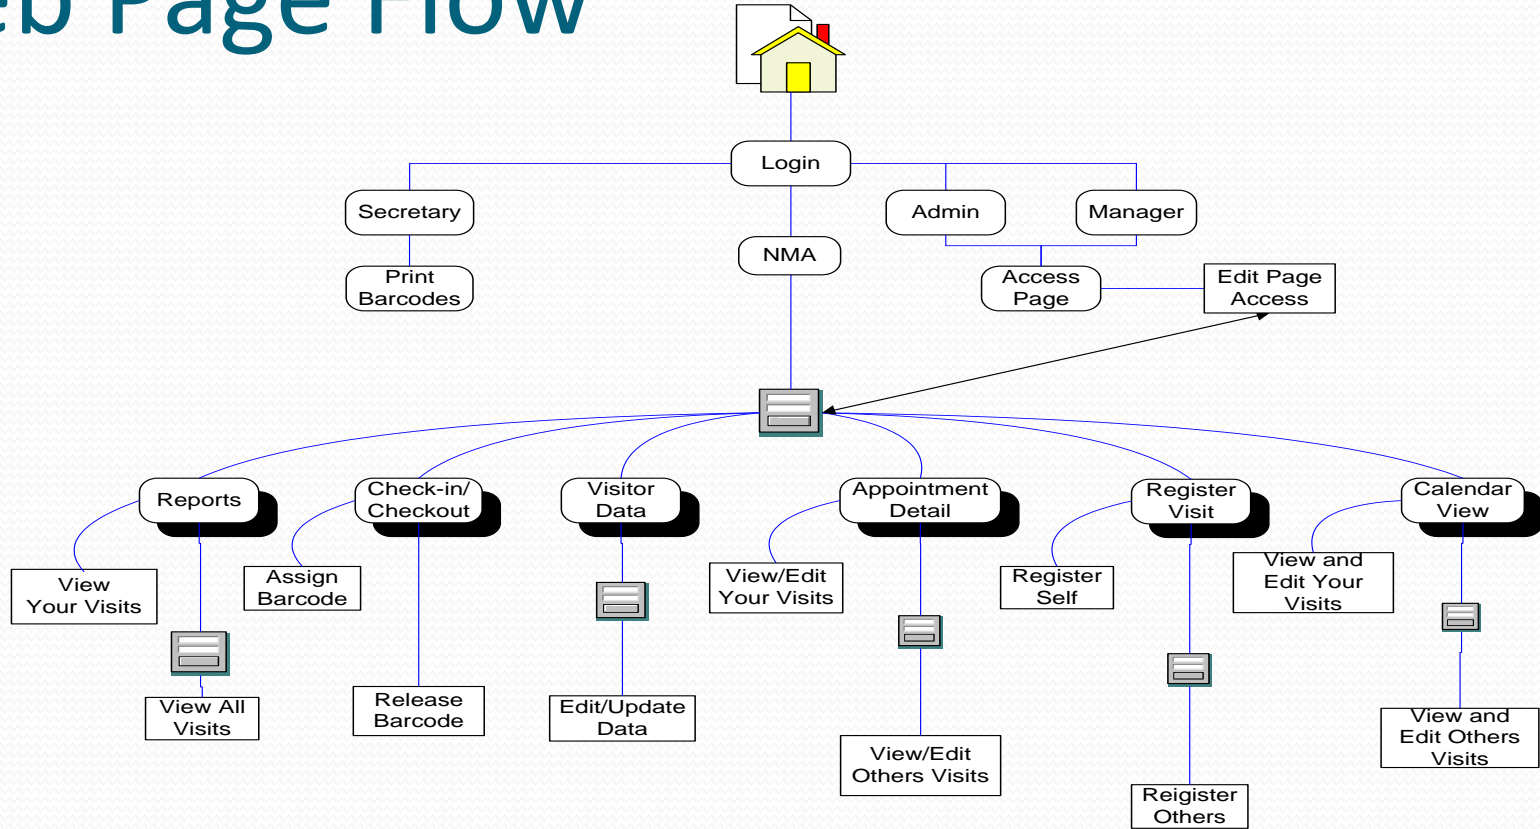 eb Page Flow
Login
Secretary
Admin
Manager
NMA
Print
Barcodes
Access
Page
Edit Page
Access
Reports
Check-in/
Checkout
Visitor
Data
Appointment
Detail
Register
Visit
Calendar
View
View
Your Visits
Assign
Barcode
View/Edit
Your Visits
Register
Self
View and
Edit Your
Visits
View All
Visits
Release
Barcode
Edit/Update
Data
View/Edit
Others Visits
Reigister
Others
View and
Edit Others
Visits